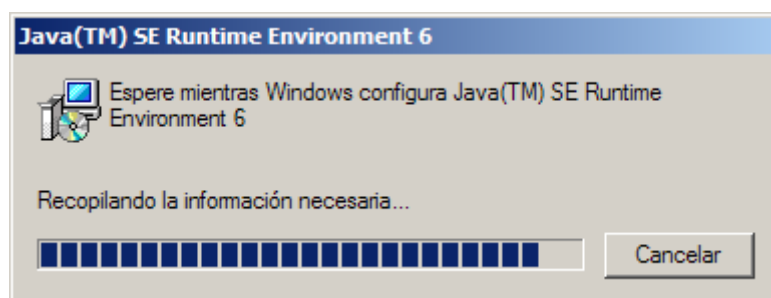 Java(TM) SE Runtime Environment 6
Espere mientras Windows configura Java(TM) SE Runtime
Environment 6
Recopilando la información necesaria...
Cancelar